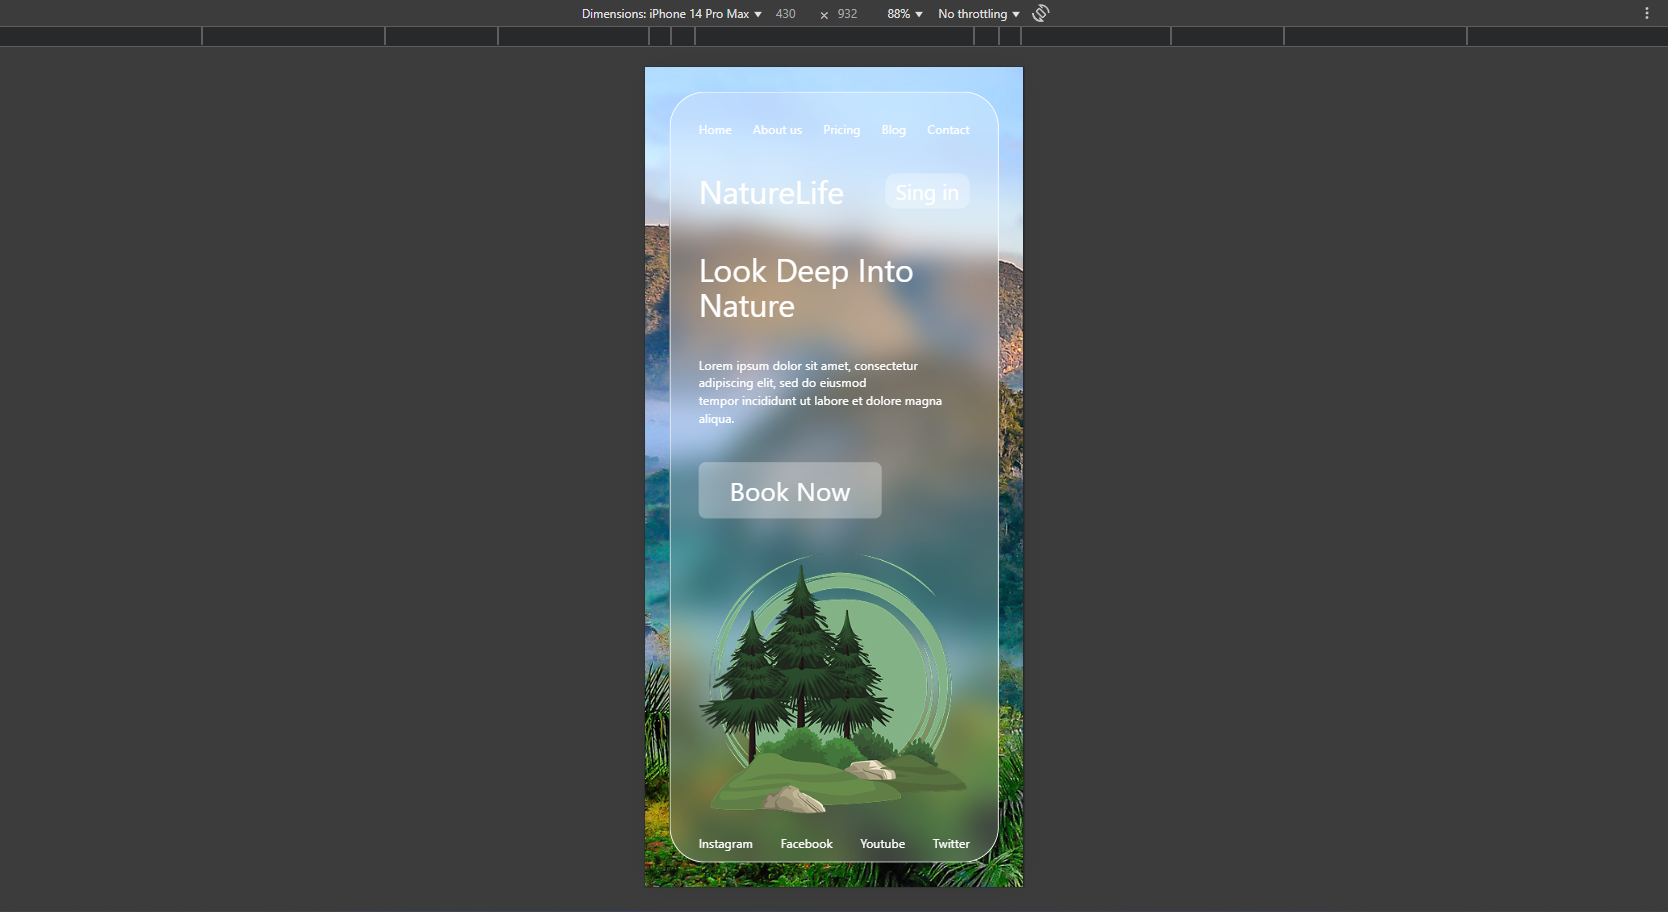 Dimensions: iPhone 14 Pro Max 430 × 932 88% No throttling
Home About us Pricing Blog Contact
NatureLife Sing in
Look Deep Into
Nature
Lorem ipsum dolor sit amet, consectetur
adipiscing elit, sed do eiusmod
tempor incididunt ut labore et dolore magna
aliqua.
Book Now
Instagram Facebook Youtube Twitter